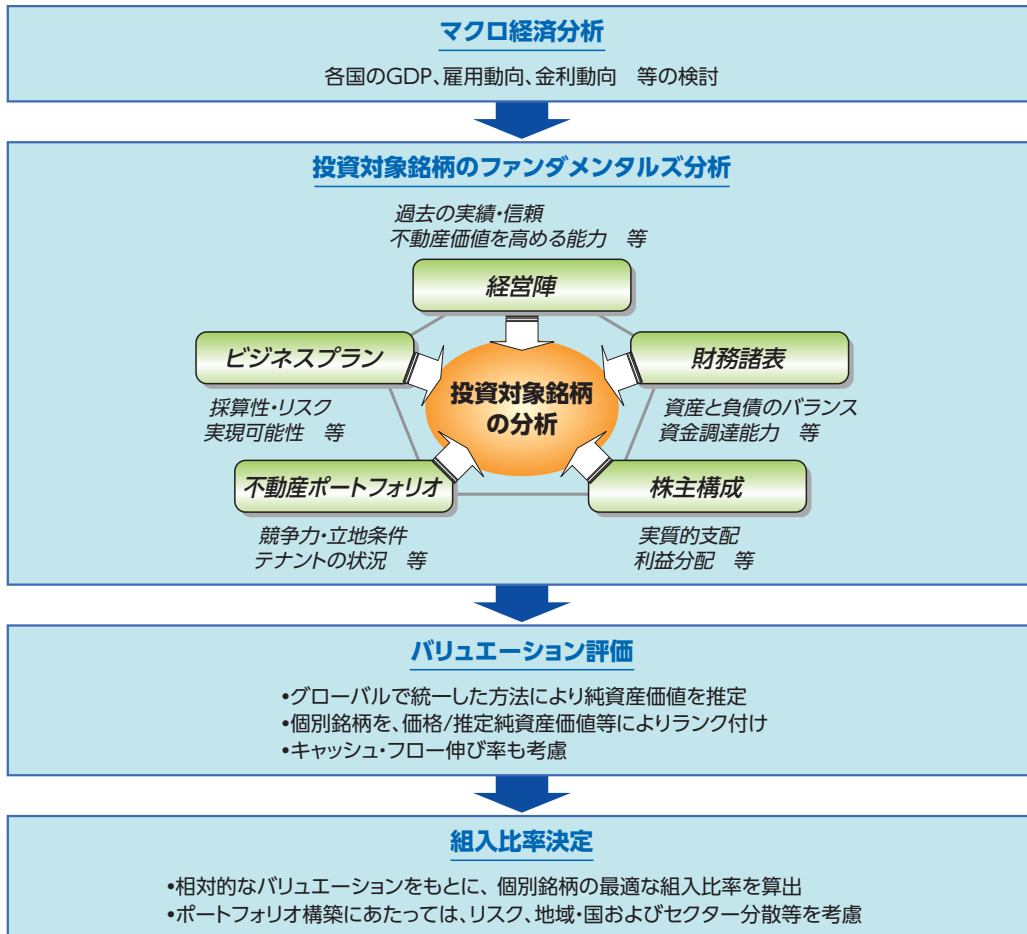 マクロ経済分析
各国のGDP、雇用動向、金利動向　等の検討
投資対象銘柄のファンダメンタルズ分析
過去の実績・信頼
不動産価値を高める能力　等
経営陣
ビジネスプラン
採算性・リスク
実現可能性　等
財務諸表
資産と負債のバランス
資金調達能力　等
投資対象銘柄
の分析
不動産ポートフォリオ
競争力・立地条件
テナントの状況　等
株主構成
実質的支配
利益分配　等
バリュエーション評価
•グローバルで統一した方法により純資産価値を推定
•個別銘柄を、価格/推定純資産価値等によりランク付け
•キャッシュ・フロー伸び率も考慮
組入比率決定
•相対的なバリュエーションをもとに、個別銘柄の最適な組入比率を算出
•ポートフォリオ構築にあたっては、リスク、地域・国およびセクター分散等を考慮